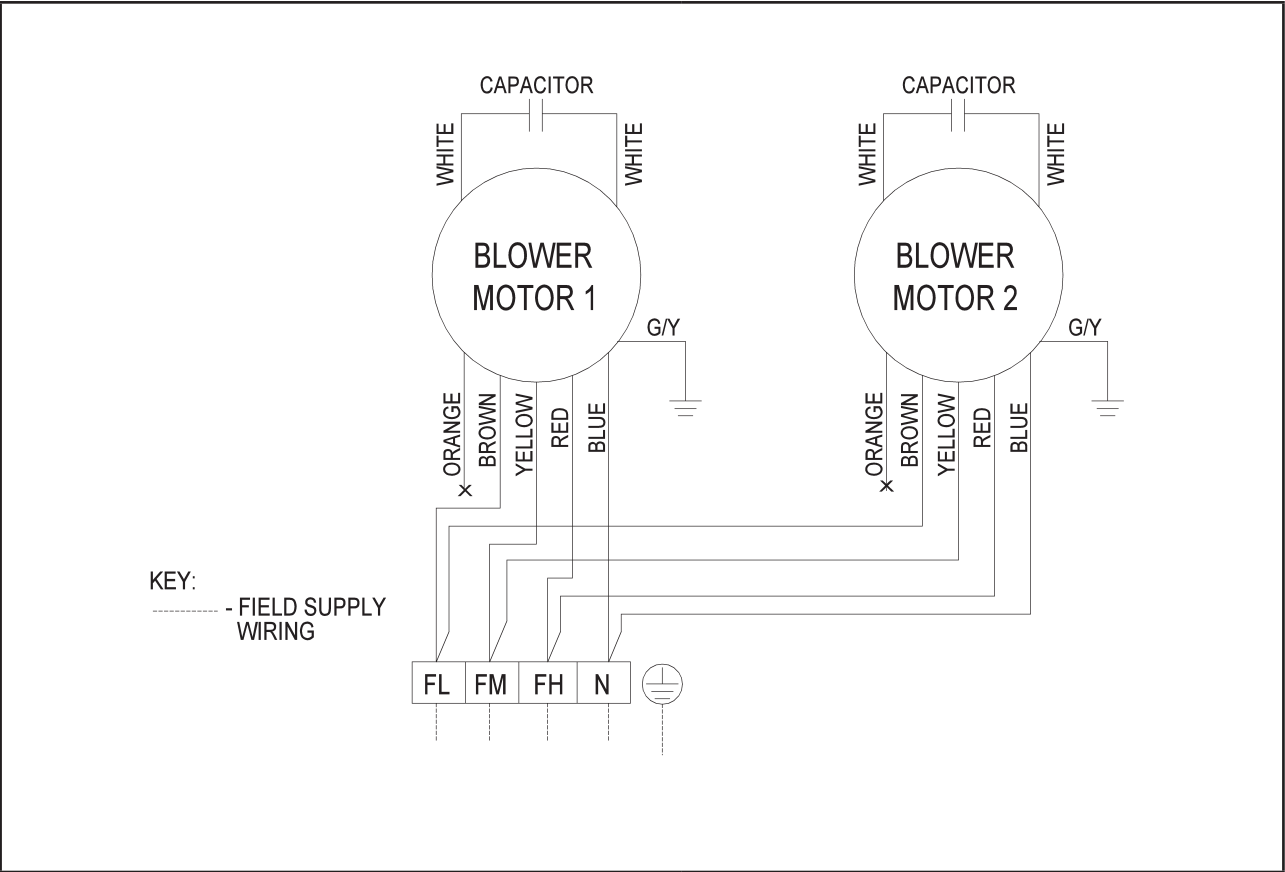 CAPACITOR
CAPACITOR
WHITE
WHITE
WHITE
WHITE
BLOWER
MOTOR 1
BLOWER
MOTOR 2
G/Y
G/Y
ORANGE
BROWN
YELLOW
RED
BLUE
ORANGE
BROWN
YELLOW
RED
BLUE
KEY:
- FIELD SUPPLY
WIRING
FL
FM
FH
N